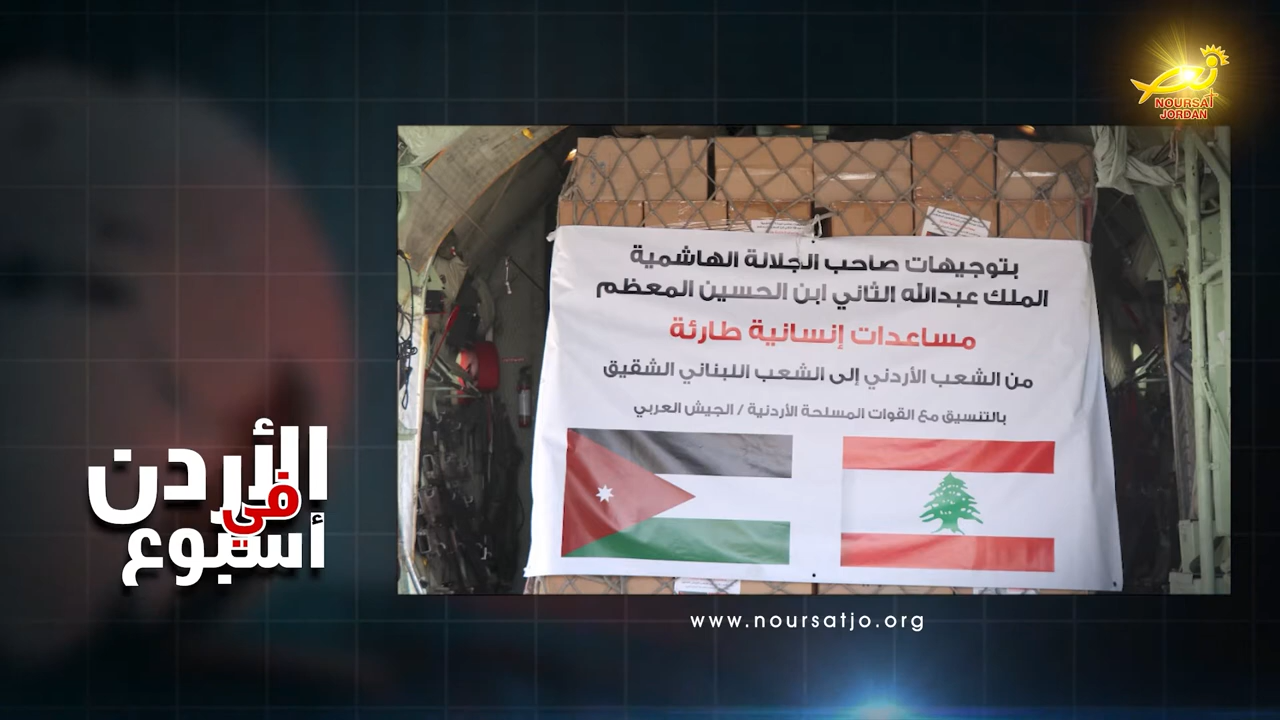 NOURSAT
JORDAN
بتوجيهات صاحب الجلالة الهاشمية
الملك عبدالله الثاني ابن الحسين المعظم
مساعدات إنسانية طارئة
من الشعب الأردني إلى الشعب اللبناني الشقيق
بالتنسيق مع القوات المسلحة الأردنية / الجيش العربي
الأردن
في
أسبوع
www.noursatjo.org